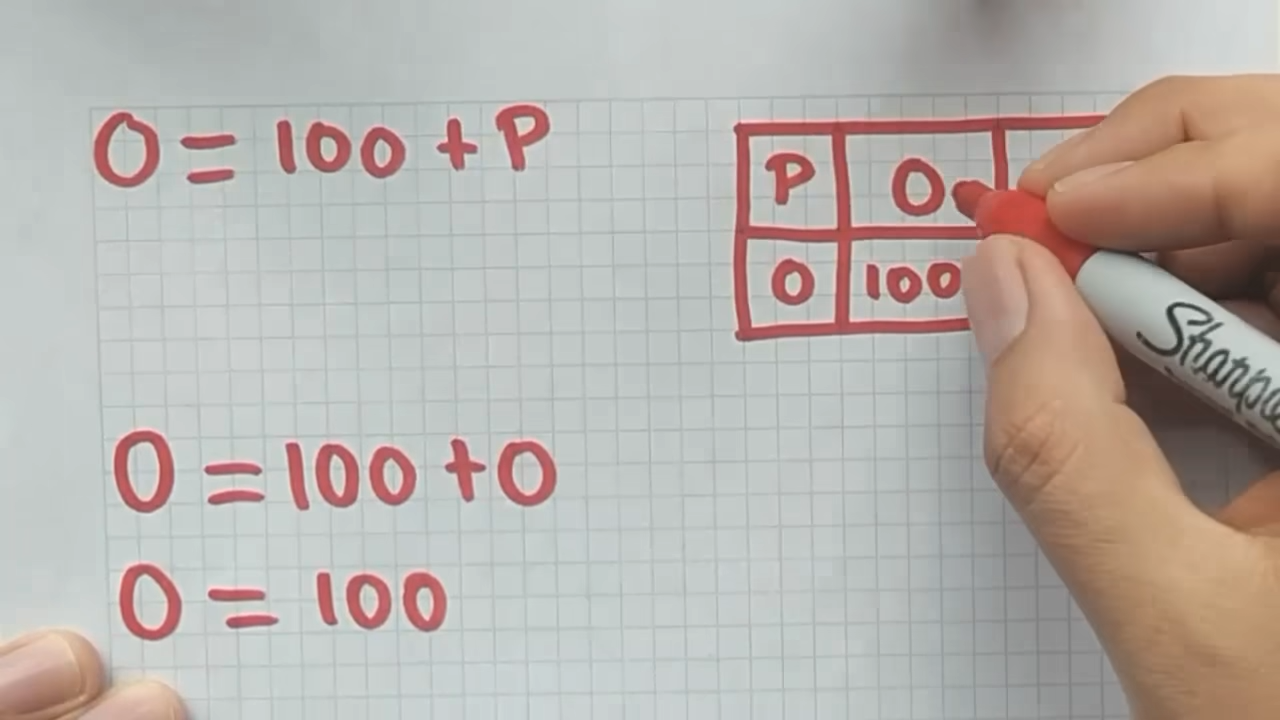 O = 100 + P
P O
O 100
O = 100 + O
O = 100
Sharpie